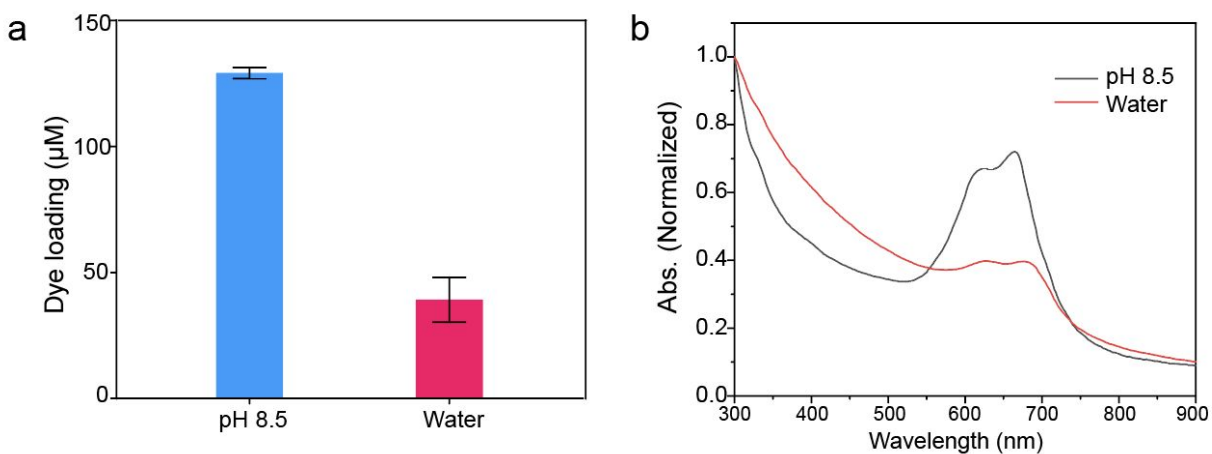 a
150
100
50
0
Dye loading (µM)
pH 8.5
Water
b
1.0
0.8
0.6
0.4
0.2
0.0
Abs. (Normalized)
pH 8.5
Water
300
400
500
600
700
800
900
Wavelength (nm)